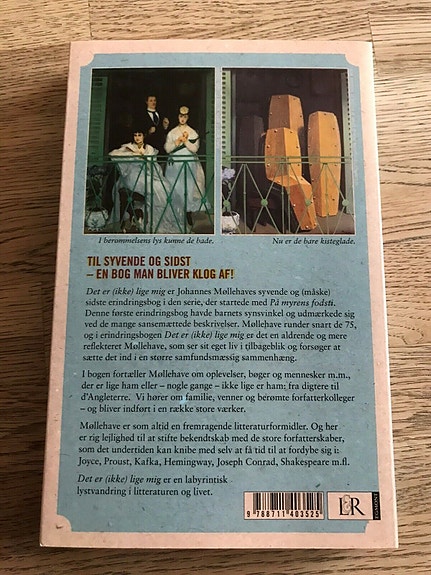 I berømmelsens lys kunne de bade.
Nu er de bare kisteglade.
TIL SYVENDE OG SIDST
– EN BOG MAN BLIVER KLOG AF!
Det er (ikke) lige mig er Johannes Møllehaves syvende og (måske)
sidste erindringsbog i den serie, der startede med På myrens fodsti.
Denne første erindringsbog havde barnets synsvinkel og udmærkede sig
ved de mange sansemættede beskrivelser. Møllehave runder snart de 75,
og i erindringsbogen Det er (ikke) lige mig er det en aldrende og mere
reflekteret Møllehave, som ser sit eget liv i tilbageblik og forsøger at
sætte det ind i en større samfundsmæssig sammenhæng.
I bogen fortæller Møllehave om oplevelser, bøger og mennesker m.m.,
der er lige ham eller – nogle gange – ikke lige er ham; fra digtere til
d'Angleterre. Vi hører om familie, venner og berømte forfatterkolleger
– og bliver indført i en række store værker.
Møllehave er som altid en fremragende litteraturformidler. Og her
er rig lejlighed til at stifte bekendtskab med de store forfatterskaber,
som det undertiden kan knibe med selv at få tid til at fordybe sig i:
Joyce, Proust, Kafka, Hemingway, Joseph Conrad, Shakespeare m.fl.
Det er (ikke) lige mig er en labyrintisk
lystvandring i litteraturen og livet.
9 788711 403525
L&R
EGMONT